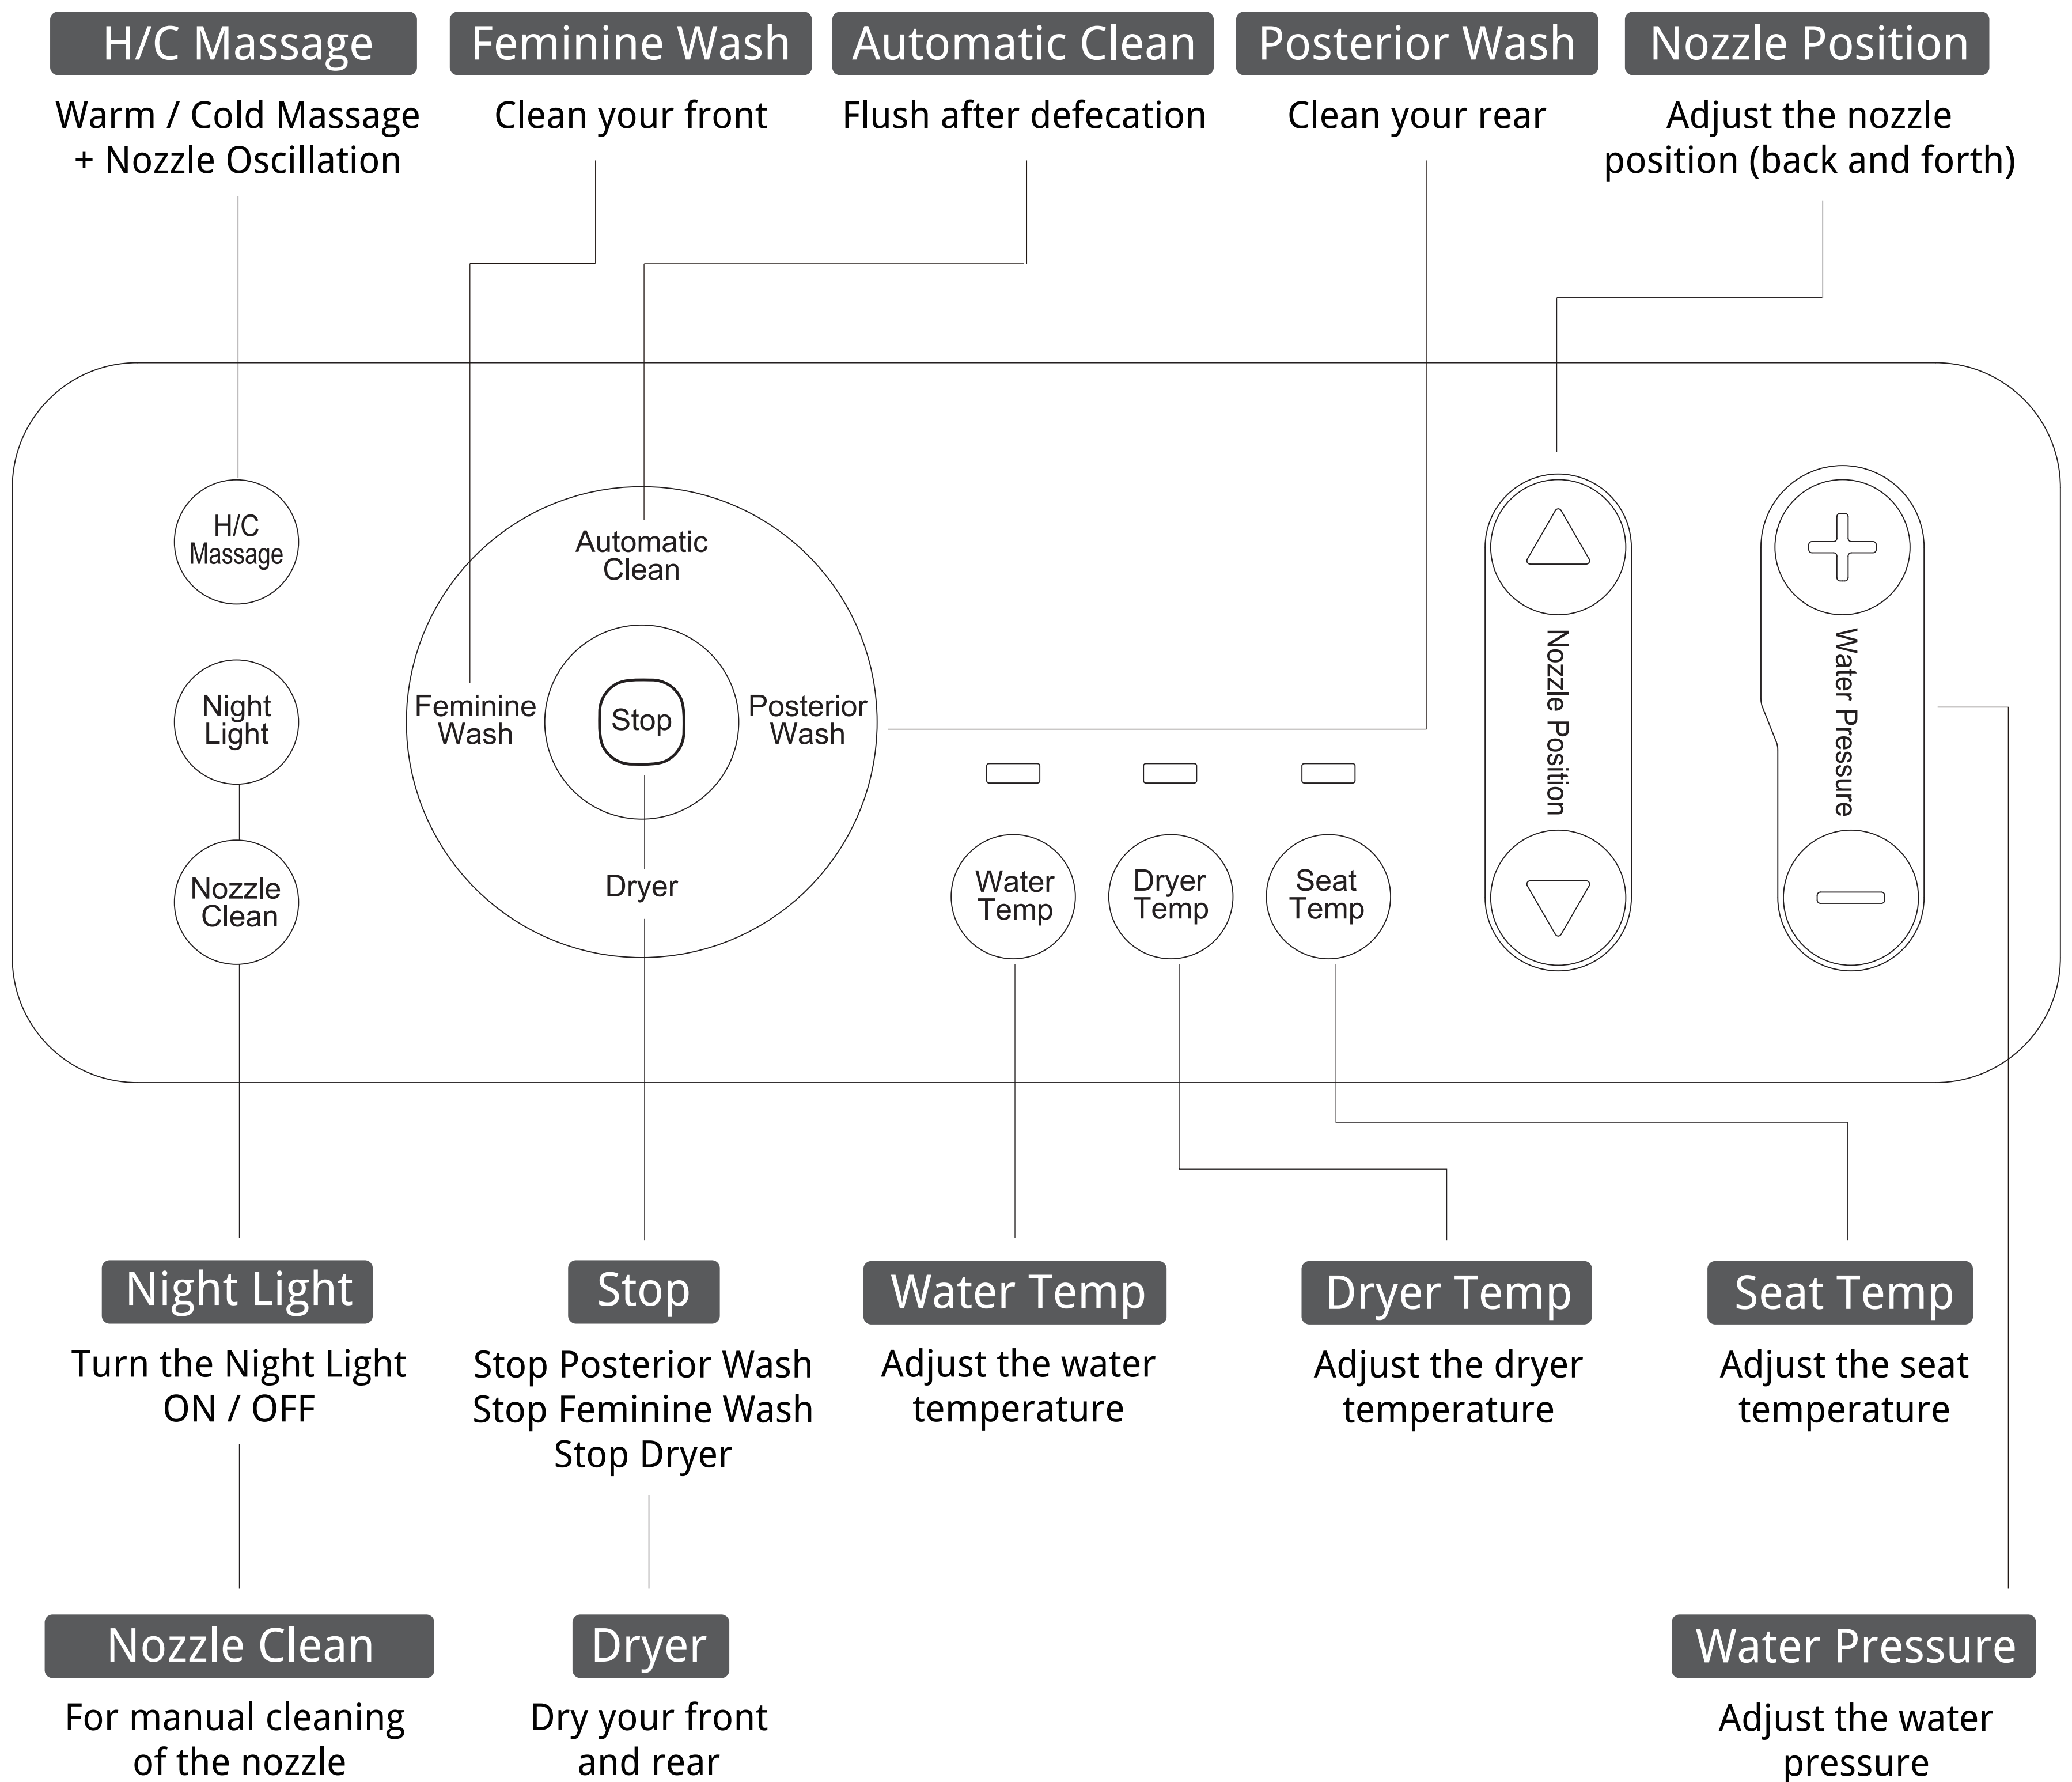 H/C Massage
Warm / Cold Massage
+ Nozzle Oscillation
Feminine Wash
Clean your front
Automatic Clean
Flush after defecation
Posterior Wash
Clean your rear
Nozzle Position
Adjust the nozzle
position (back and forth)
H/C
Massage
Night
Light
Nozzle
Clean
Automatic
Clean
Feminine
Wash
Stop
Posterior
Wash
Dryer
Water
Temp
Dryer
Temp
Seat
Temp
Nozzle Position
Water Pressure
Night Light
Turn the Night Light
ON / OFF
Stop
Stop Posterior Wash
Stop Feminine Wash
Stop Dryer
Water Temp
Adjust the water
temperature
Dryer Temp
Adjust the dryer
temperature
Seat Temp
Adjust the seat
temperature
Nozzle Clean
For manual cleaning
of the nozzle
Dryer
Dry your front
and rear
Water Pressure
Adjust the water
pressure